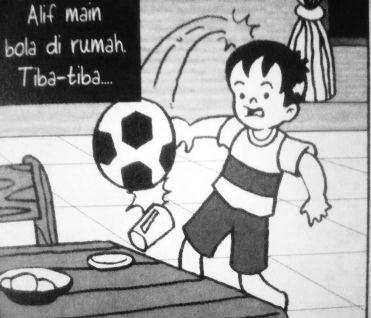 Alif main
bola di rumah.
Tiba-tiba....